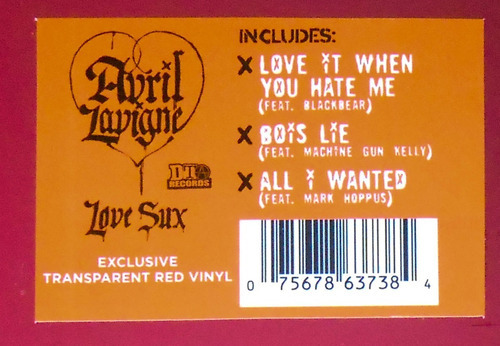 Avril
Lavigne
DTA
RECORDS
Love Sux
EXCLUSIVE
TRANSPARENT RED VINYL
INCLUDES:
X LOVE iT WHEN
YOU HATE ME
(FEAT. BLACKBEAR)
X BOiS LiE
(FEAT. MACHINE GUN KELLY)
X ALL i WANTED
(FEAT. MARK HOPPUS)
0 75678 63738 4